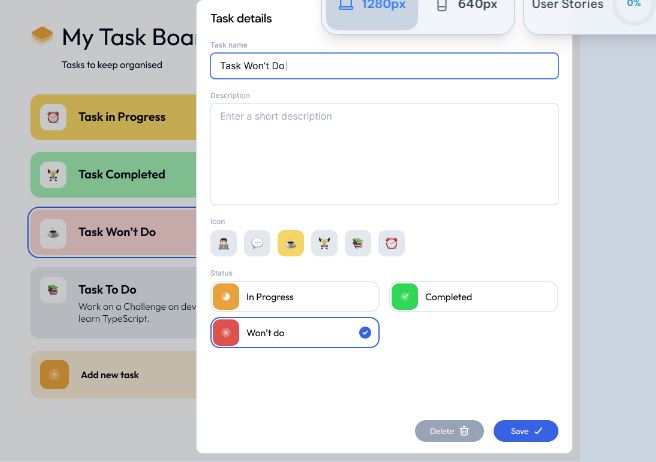 1280px
640px
User Stories
0%
My Task Boar
Tasks to keep organised
Task in Progress
Task Completed
Task Won't Do
Task To Do
Work on a Challenge on dev
learn TypeScript.
Add new task
Task details
Task name
Task Won't Do
Description
Enter a short description
Icon
Status
In Progress
Completed
Won't do
Delete
Save